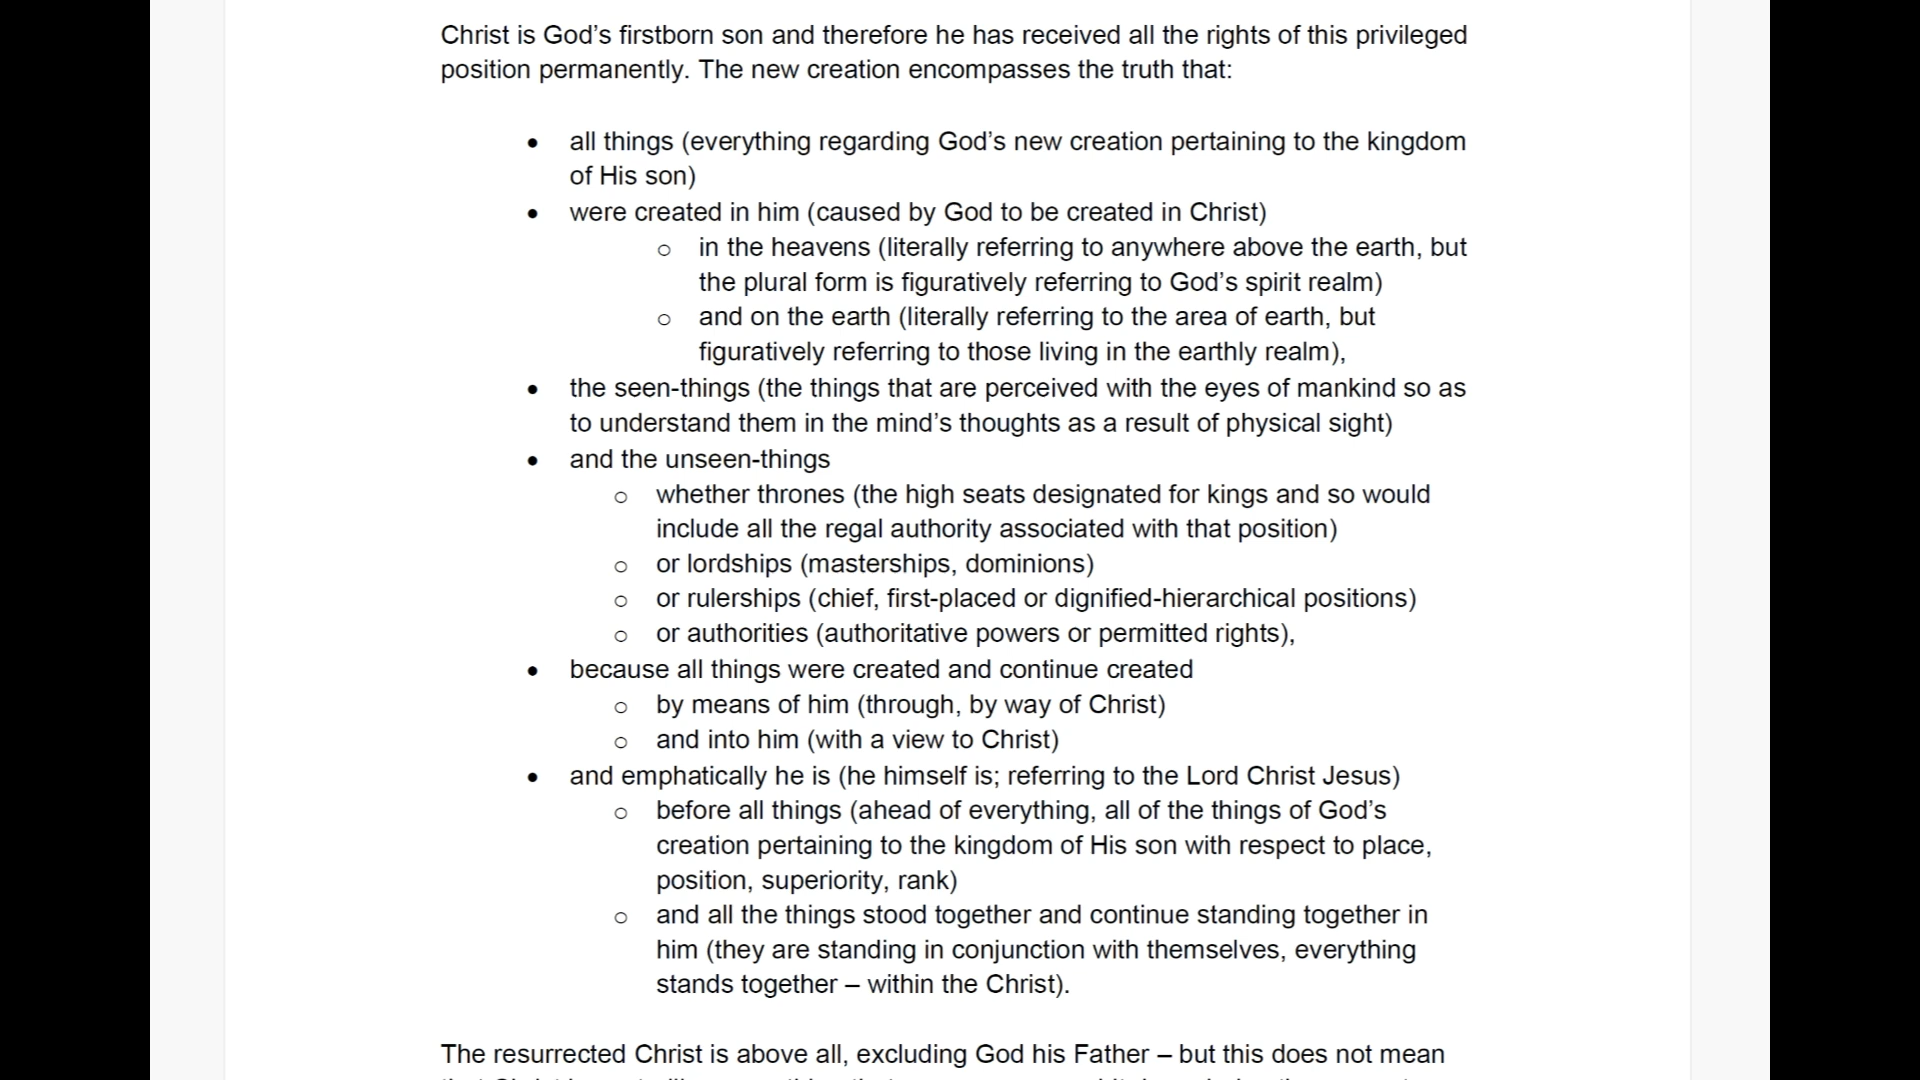 Christ is God’s firstborn son and therefore he has received all the rights of this privileged
position permanently. The new creation encompasses the truth that:
• all things (everything regarding God’s new creation pertaining to the kingdom
of His son)
• were created in him (caused by God to be created in Christ)
○ in the heavens (literally referring to anywhere above the earth, but
the plural form is figuratively referring to God’s spirit realm)
○ and on the earth (literally referring to the area of earth, but
figuratively referring to those living in the earthly realm),
• the seen-things (the things that are perceived with the eyes of mankind so as
to understand them in the mind’s thoughts as a result of physical sight)
• and the unseen-things
○ whether thrones (the high seats designated for kings and so would
include all the regal authority associated with that position)
○ or lordships (masterships, dominions)
○ or rulerships (chief, first-placed or dignified-hierarchical positions)
○ or authorities (authoritative powers or permitted rights),
• because all things were created and continue created
○ by means of him (through, by way of Christ)
○ and into him (with a view to Christ)
• and emphatically he is (he himself is; referring to the Lord Christ Jesus)
○ before all things (ahead of everything, all of the things of God’s
creation pertaining to the kingdom of His son with respect to place,
position, superiority, rank)
○ and all the things stood together and continue standing together in
him (they are standing in conjunction with themselves, everything
stands together – within the Christ).
The resurrected Christ is above all, excluding God his Father – but this does not mean